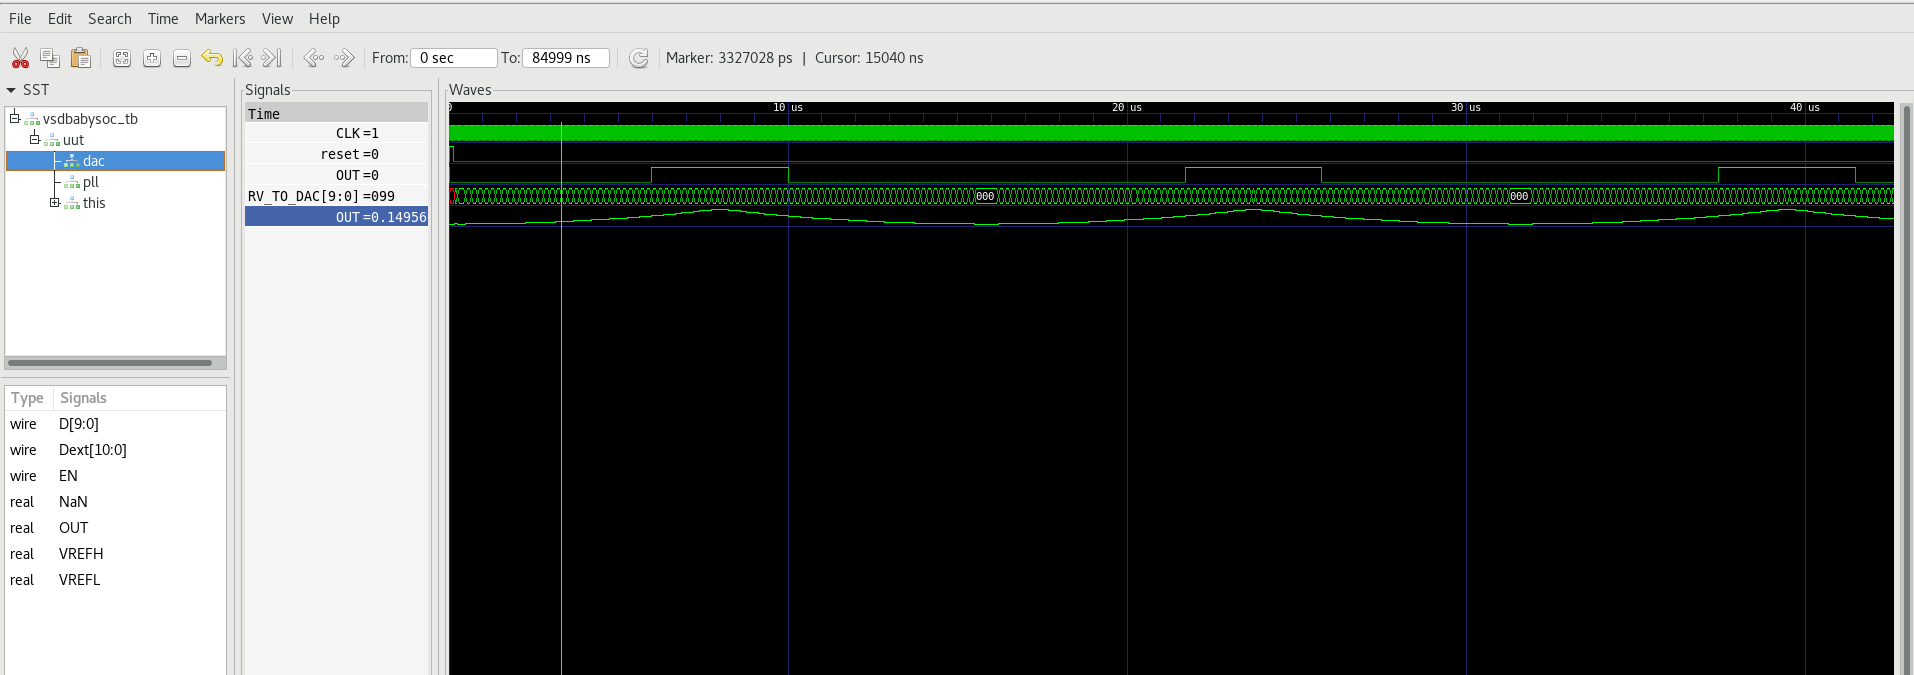 File Edit Search Time Markers View Help
From: 0 sec To: 84999 ns Marker: 3327028 ps | Cursor: 15040 ns
SST
vsdbabysoc_tb
uut
dac
pll
this
Type Signals
wire D[9:0]
wire Dext[10:0]
wire EN
real NaN
real OUT
real VREFH
real VREFL
Signals
Time
CLK=1
reset=0
OUT=0
RV_TO_DAC[9:0]=099
OUT=0.14956
Waves
0 10 us 20 us 30 us 40 us
000 000